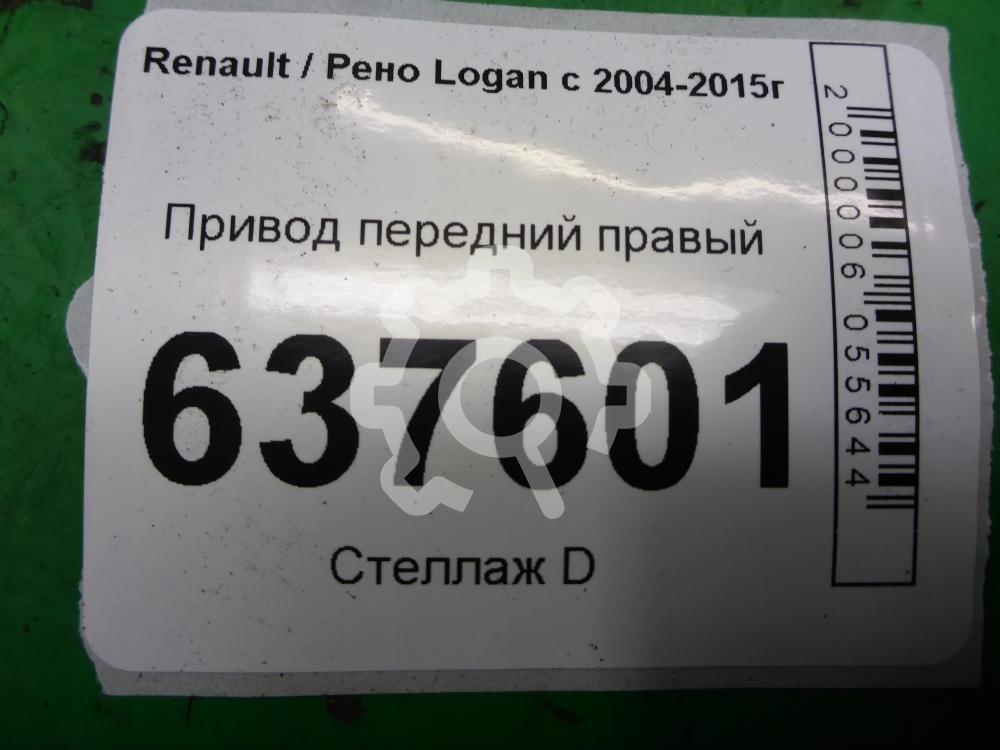 Renault / Рено Logan с 2004-2015г
Привод передний правый
637601
Стеллаж D
2000006055644